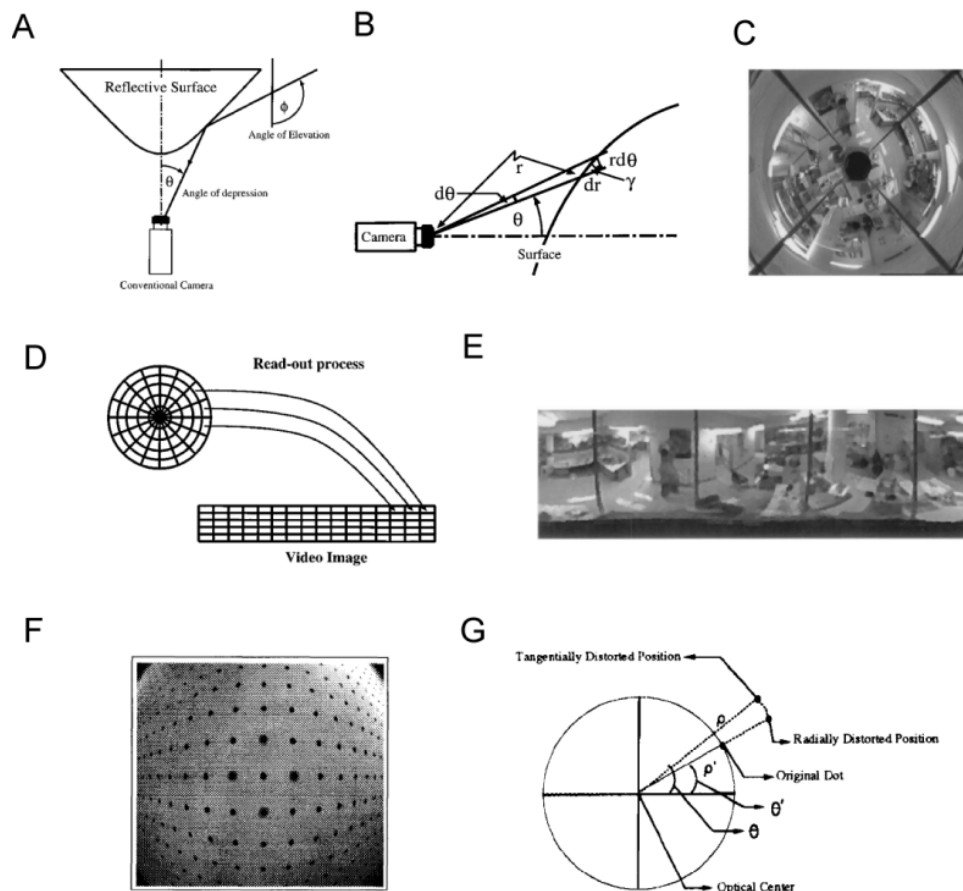 A
Reflective Surface
ϕ
Angle of Elevation
θ
Angle of depression
Conventional Camera
B
r
rdθ
dr
γ
dθ
θ
Camera
Surface
C
D
Read-out process
Video Image
E
F
G
Tangentially Distorted Position
ρ
Radially Distorted Position
ρ'
Original Dot
θ'
θ
Optical Center